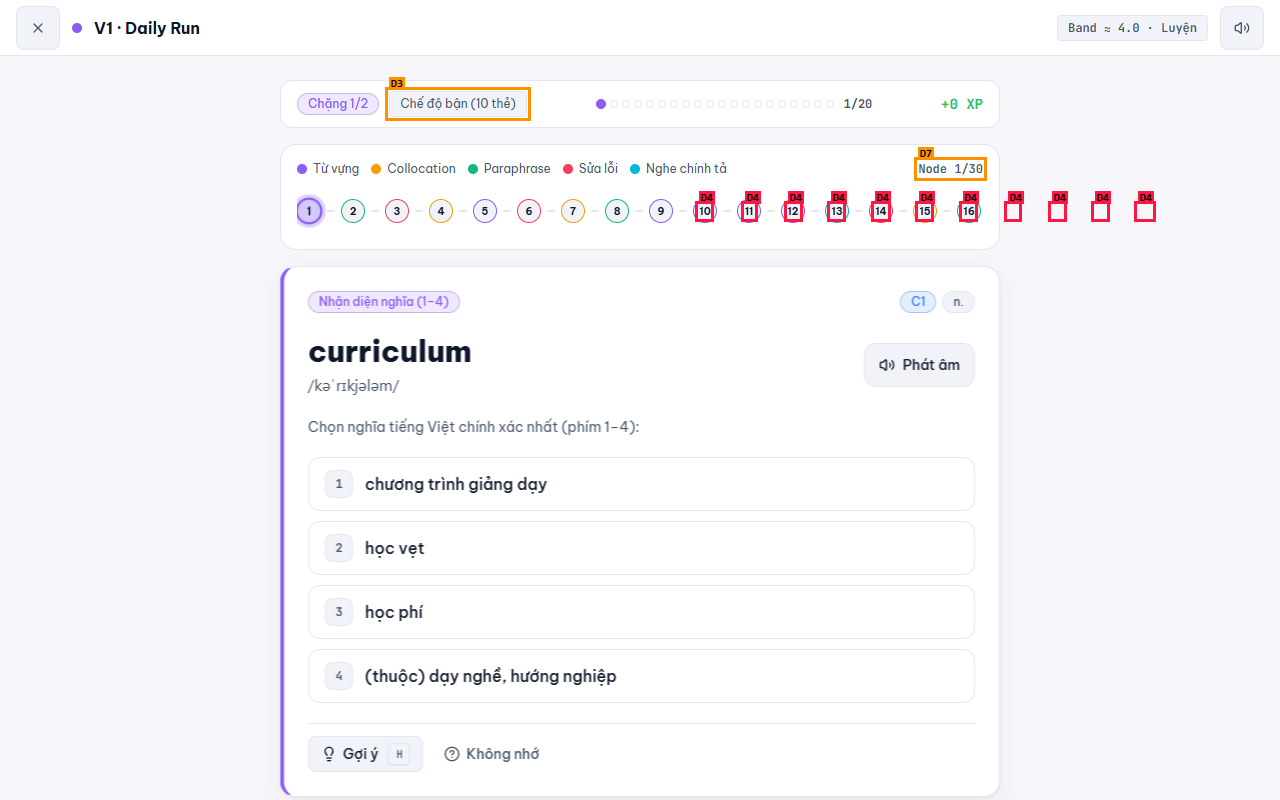 V1 · Daily Run
Band ≈ 4.0 · Luyện
D3
Chặng 1/2
Chế độ bận (10 thẻ)
1/20
+0 XP
Từ vựng
Collocation
Paraphrase
Sửa lỗi
Nghe chính tả
D7
Node 1/30
D4 D4 D4 D4 D4 D4 D4 D4 D4 D4 D4
1 2 3 4 5 6 7 8 9 10 11 12 13 14 15 16
Nhận diện nghĩa (1–4)
C1
n.
curriculum
Phát âm
/kəˈrɪkjələm/
Chọn nghĩa tiếng Việt chính xác nhất (phím 1–4):
1 chương trình giảng dạy
2 học vẹt
3 học phí
4 (thuộc) dạy nghề, hướng nghiệp
Gợi ý H
Không nhớ